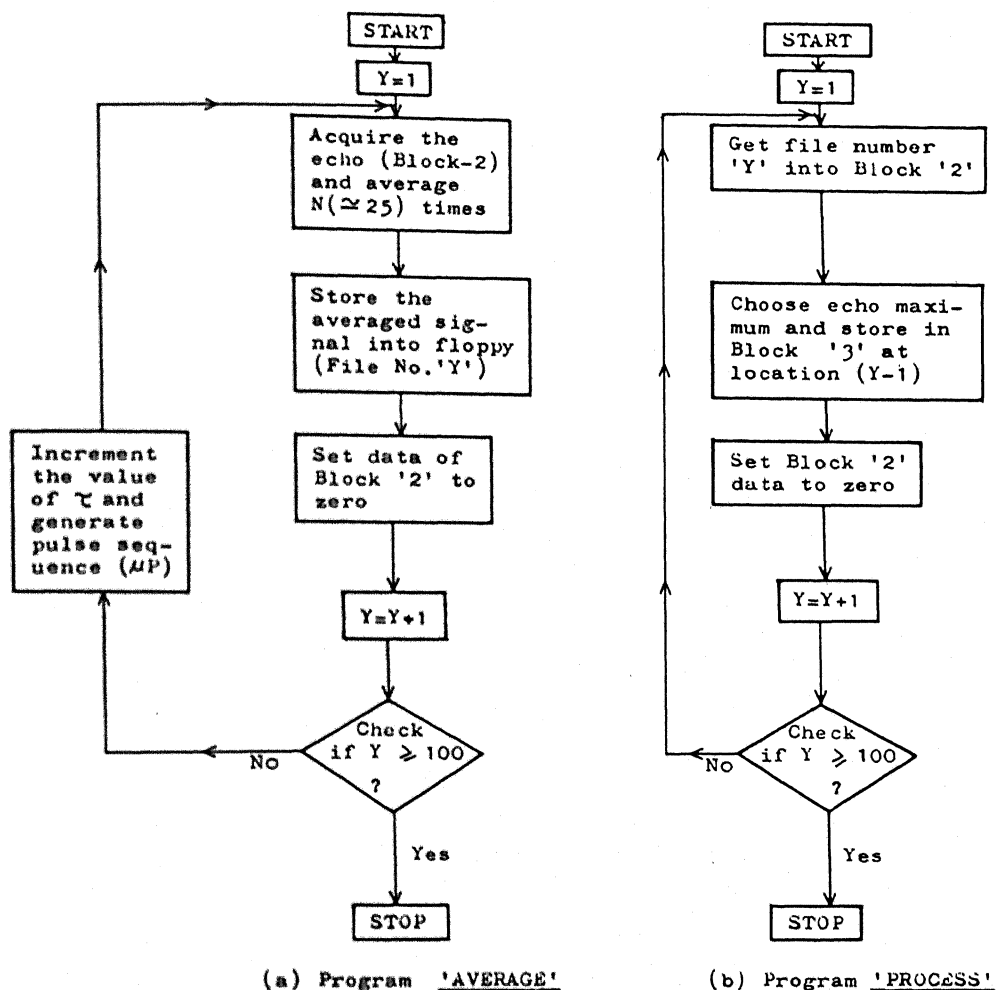 START
Y=1
Acquire the
echo (Block-2)
and average
N(≃25) times
Store the
averaged sig-
nal into floppy
(File No.'Y')
Set data of
Block '2' to
zero
Increment
the value
of τ and
generate
pulse seq-
uence (μP)
Y=Y+1
Check
if Y ⩾ 100
?
No
Yes
STOP
(a) Program 'AVERAGE'
START
Y=1
Get file number
'Y' into Block '2'
Choose echo maxi-
mum and store in
Block '3' at
location (Y-1)
Set Block '2'
data to zero
Y=Y+1
Check
if Y ⩾ 100
?
No
Yes
STOP
(b) Program 'PROCESS'